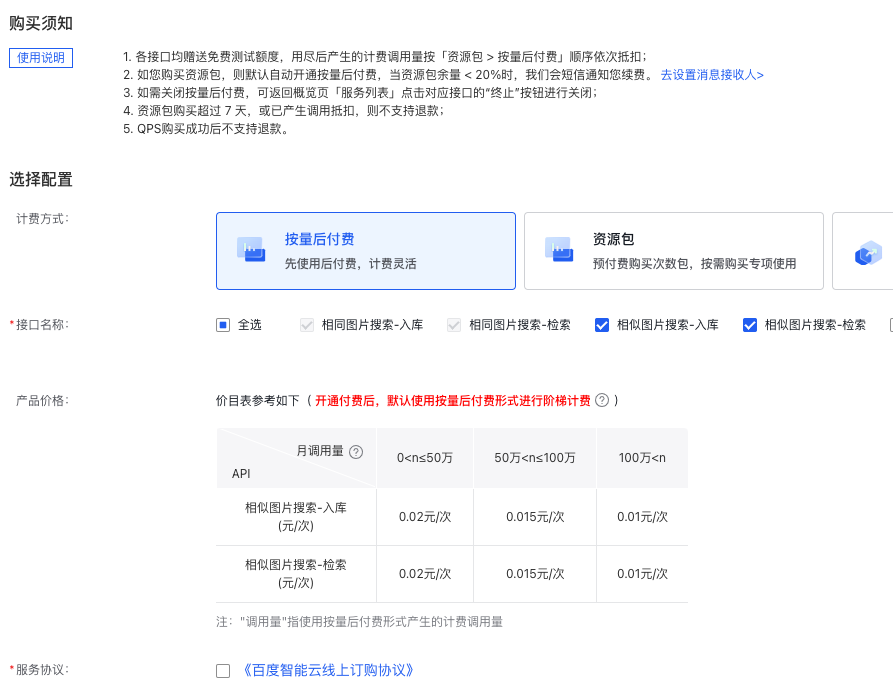 购买须知
使用说明
1. 各接口均赠送免费测试额度，用尽后产生的计费调用量按「资源包 > 按量后付费」顺序依次抵扣；
2. 如您购买资源包，则默认自动开通按量后付费，当资源包余量 < 20%时，我们会短信通知您续费。 去设置消息接收人>
3. 如需关闭按量后付费，可返回概览页「服务列表」点击对应接口的“终止”按钮进行关闭；
4. 资源包购买超过 7 天，或已产生调用抵扣，则不支持退款；
5. QPS购买成功后不支持退款。
选择配置
计费方式：
按量后付费
先使用后付费，计费灵活
资源包
预付费购买次数包，按需购买专项使用
*接口名称： 全选 相同图片搜索-入库 相同图片搜索-检索 相似图片搜索-入库 相似图片搜索-检索
产品价格： 价目表参考如下（ 开通付费后，默认使用按量后付费形式进行阶梯计费 ? ）
月调用量 ?
API
0<n≤50万 50万<n≤100万 100万<n
相似图片搜索-入库
(元/次)
0.02元/次 0.015元/次 0.01元/次
相似图片搜索-检索
(元/次)
0.02元/次 0.015元/次 0.01元/次
注："调用量"指使用按量后付费形式产生的计费调用量
*服务协议： 《百度智能云线上订购协议》